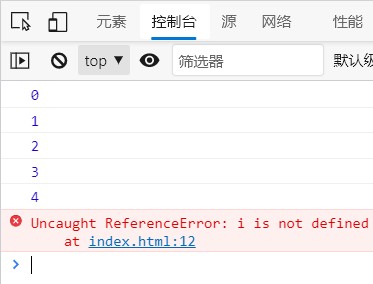 元素 控制台 源 网络 性能
top ▼ 筛选器 默认级
0
1
2
3
4
Uncaught ReferenceError: i is not defined
at index.html:12